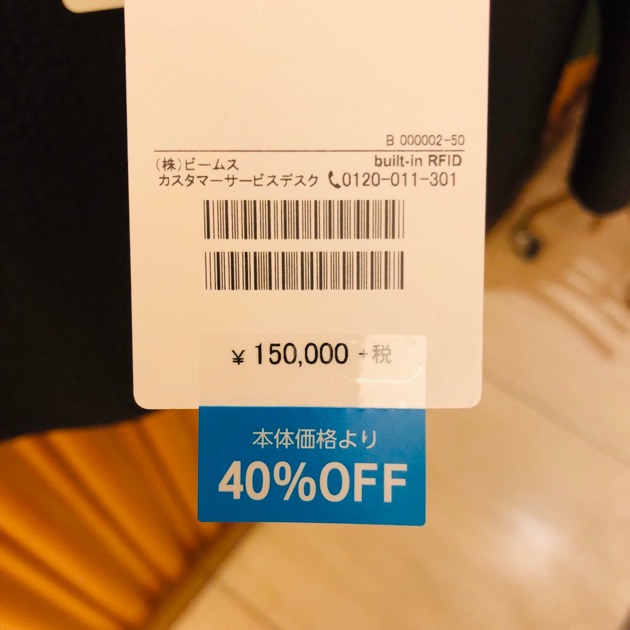 B 000002-50
built-in RFID
(株)ビームス
カスタマーサービスデスク 📞0120-011-301
¥ 150,000 +税
本体価格より
40%OFF